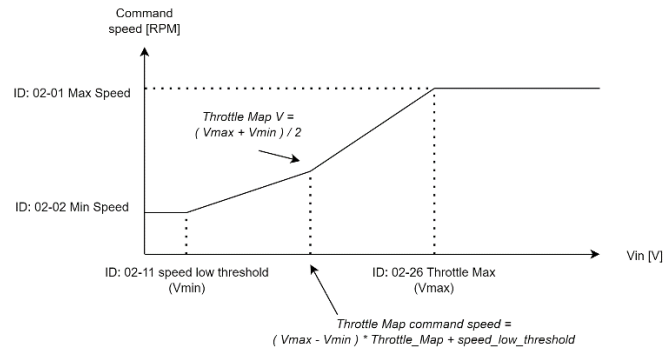 Command
speed [RPM]
ID: 02-01 Max Speed
Throttle Map V =
( Vmax + Vmin ) / 2
ID: 02-02 Min Speed
Vin [V]
ID: 02-11 speed low threshold
(Vmin)
ID: 02-26 Throttle Max
(Vmax)
Throttle Map command speed =
( Vmax - Vmin ) * Throttle_Map + speed_low_threshold